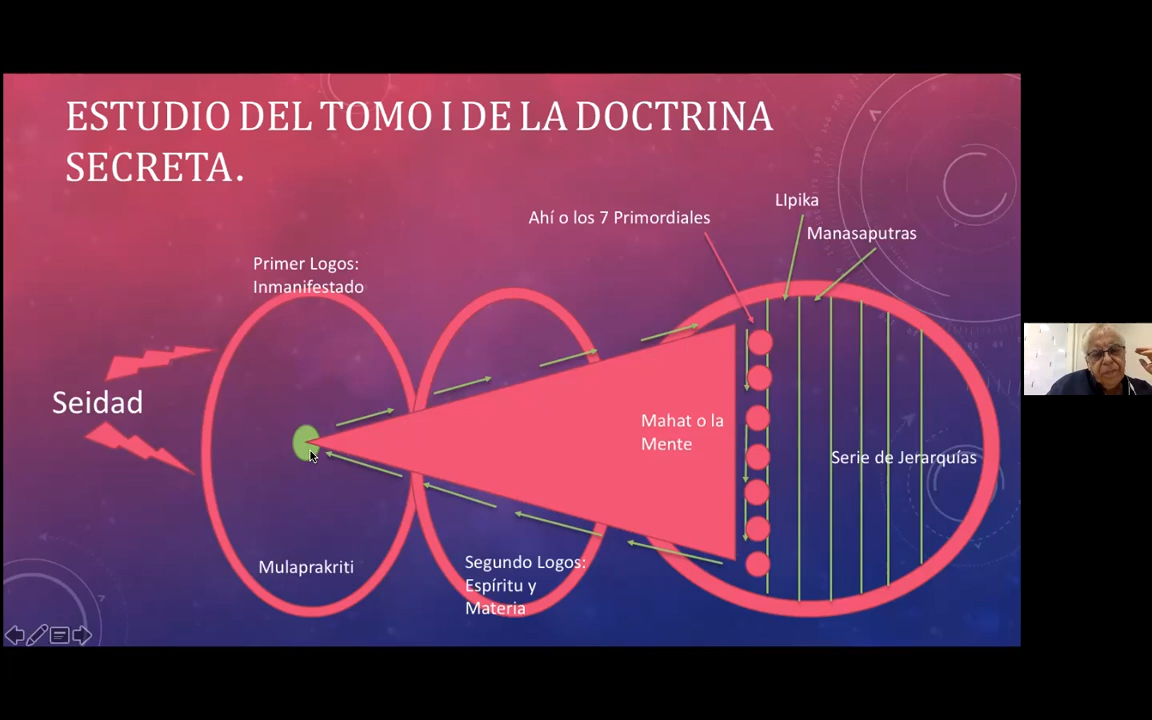 ESTUDIO DEL TOMO I DE LA DOCTRINA
SECRETA.
LIpika
Ahí o los 7 Primordiales
Manasaputras
Primer Logos:
Inmanifestado
Seidad
Mahat o la
Mente
Serie de Jerarquías
Mulaprakriti
Segundo Logos:
Espíritu y
Materia